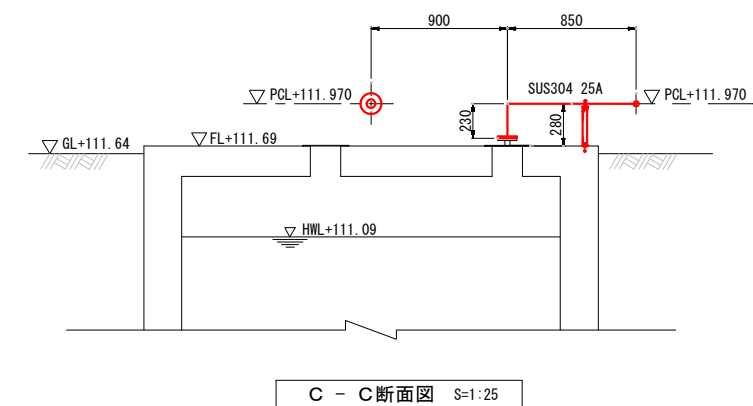 900
850
PCL+111.970
SUS304 25A
PCL+111.970
230
280
GL+111.64
FL+111.69
HWL+111.09
C - C断面図 S=1:25